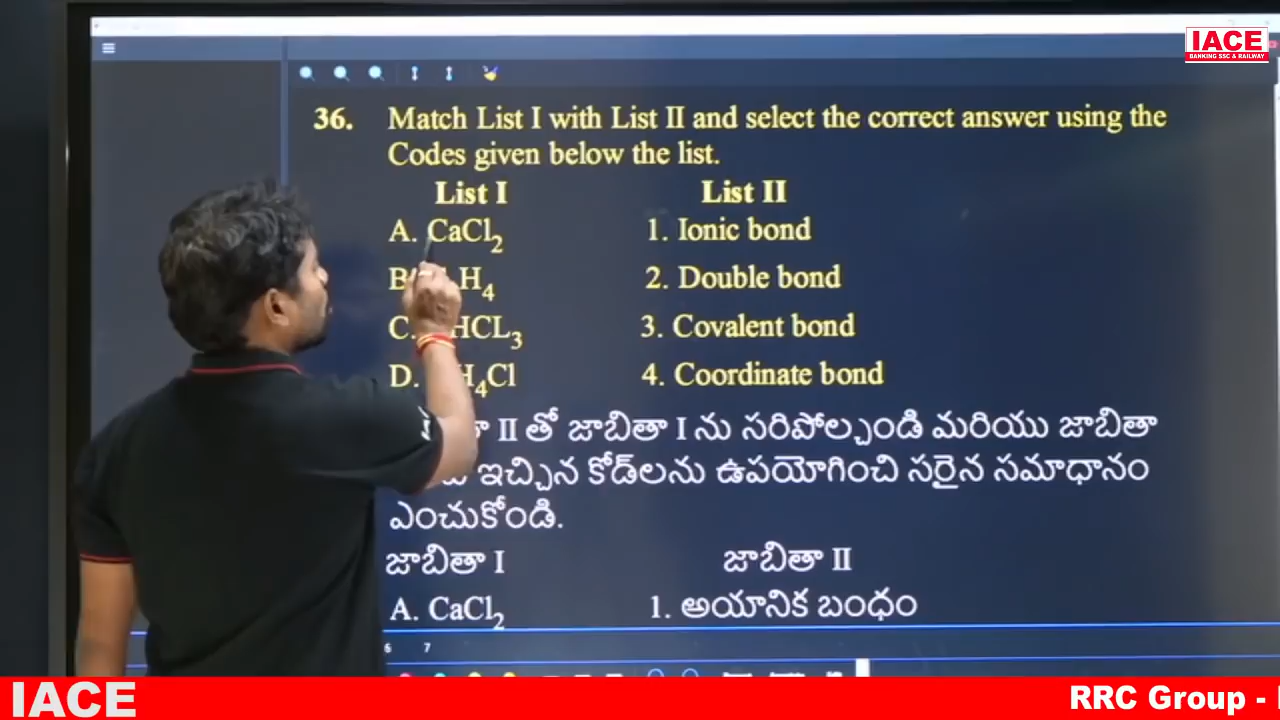 IACE
BANKING SSC & RAILWAY
36. Match List I with List II and select the correct answer using the
Codes given below the list.
List I List II
A. CaCl2 1. Ionic bond
B H4 2. Double bond
C. HCL3 3. Covalent bond
D. H4Cl 4. Coordinate bond
II తో జాబితా I ను సరిపోల్చండి మరియు జాబితా
ఇచ్చిన కోడ్‌లను ఉపయోగించి సరైన సమాధానం
ఎంచుకోండి.
జాబితా I జాబితా II
A. CaCl2 1. అయానిక బంధం
6 7
IACE RRC Group -